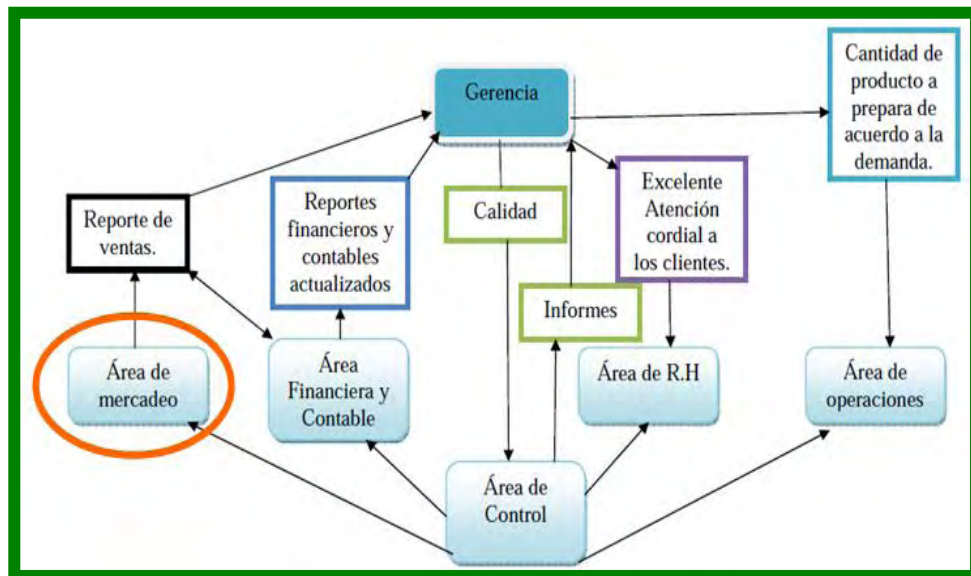 Gerencia
Cantidad de
producto a
prepara de
acuerdo a la
demanda.
Reporte de
ventas.
Reportes
financieros y
contables
actualizados
Calidad
Excelente
Atención
cordial a
los clientes.
Informes
Área de
mercadeo
Área
Financiera y
Contable
Área de R.H
Área de
operaciones
Área de
Control